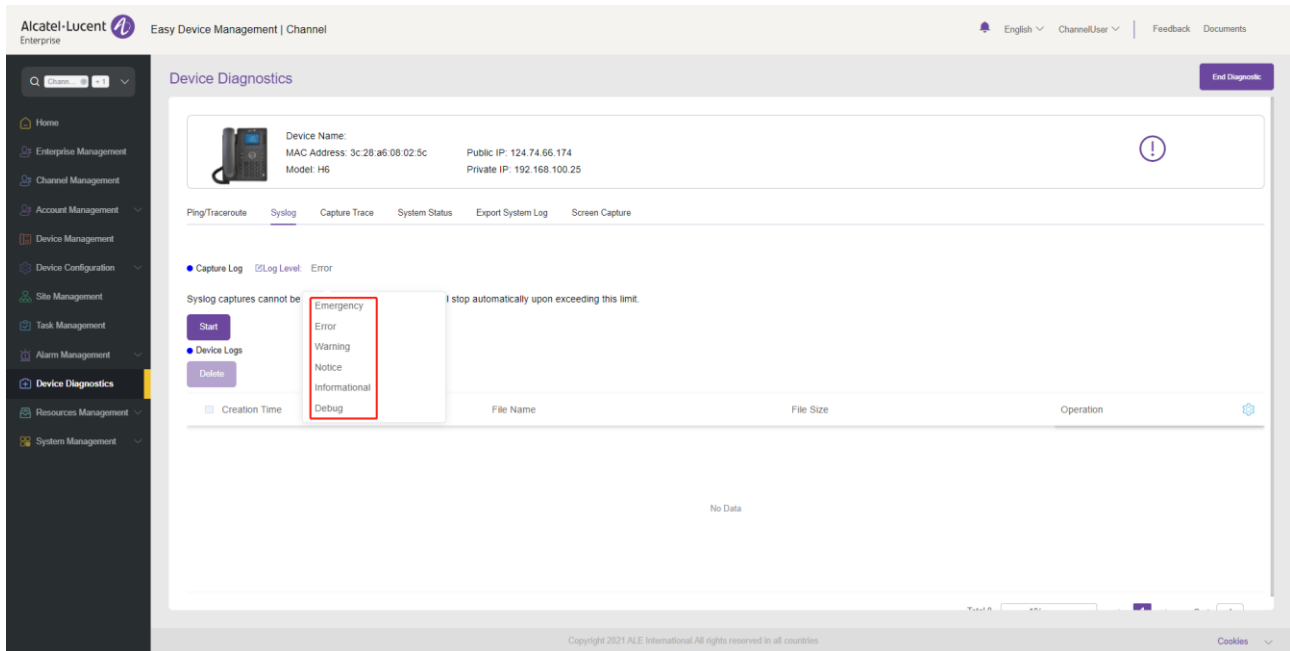 Alcatel·Lucent
Enterprise
Easy Device Management | Channel
English
ChannelUser
Feedback
Documents
Chann...
+ 1
Home
Enterprise Management
Channel Management
Account Management
Device Management
Device Configuration
Site Management
Task Management
Alarm Management
Device Diagnostics
Resources Management
System Management
Device Diagnostics
End Diagnostic
Device Name:
MAC Address: 3c:28:a6:08:02:5c
Public IP: 124.74.66.174
Model: H6
Private IP: 192.168.100.25
Ping/Traceroute
Syslog
Capture Trace
System Status
Export System Log
Screen Capture
Capture Log
Log Level:
Error
Syslog captures cannot be
stop automatically upon exceeding this limit.
Emergency
Error
Warning
Notice
Informational
Debug
Start
Device Logs
Delete
Creation Time
File Name
File Size
Operation
No Data
Copyright 2021 ALE International.All rights reserved in all countries
Cookies